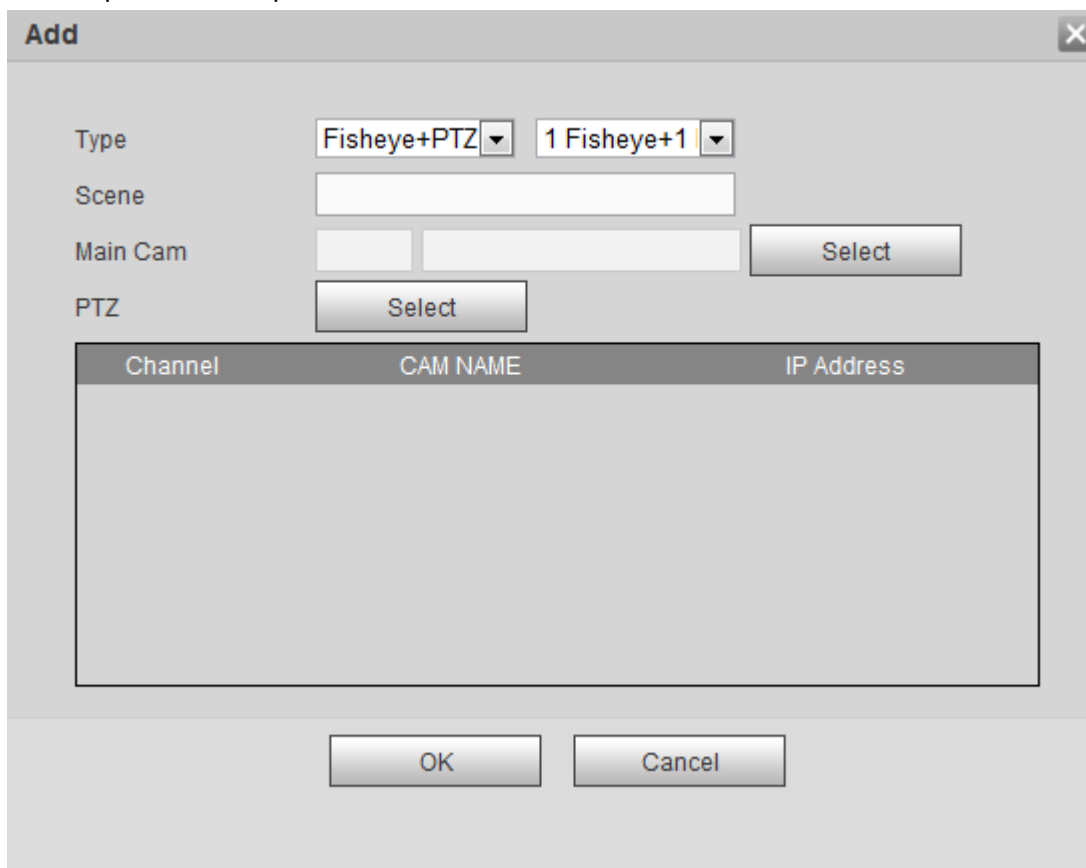 Add
Type Fisheye+PTZ 1 Fisheye+1
Scene
Main Cam Select
PTZ Select
Channel CAM NAME IP Address
OK Cancel